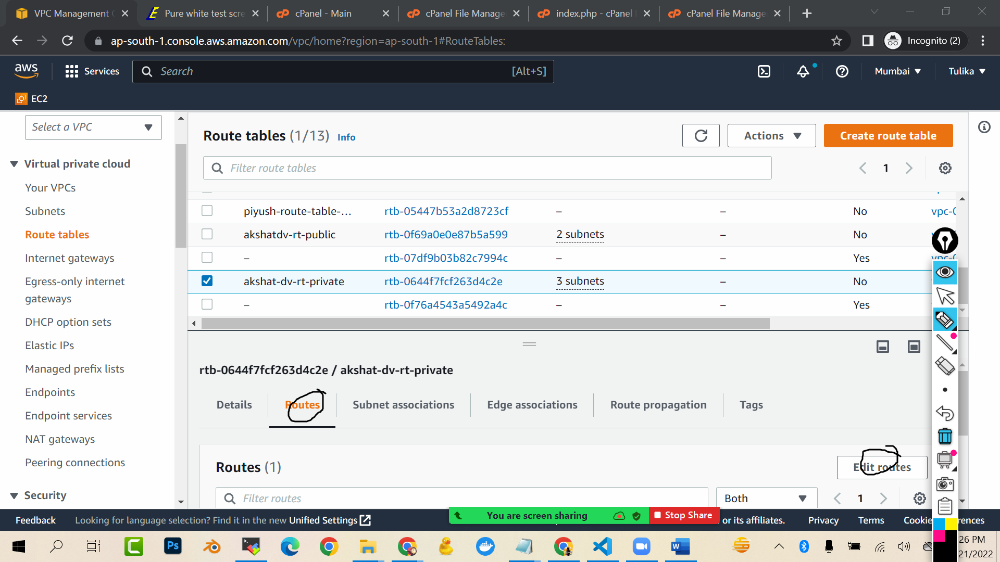 VPC Management C
Pure white test scre
cPanel - Main
cPanel File Manage
index.php - cPanel F
cPanel File Manage
ap-south-1.console.aws.amazon.com/vpc/home?region=ap-south-1#RouteTables:
Incognito (2)
aws
Services
Search
[Alt+S]
Mumbai
Tulika
EC2
Select a VPC
Virtual private cloud
Your VPCs
Subnets
Route tables
Internet gateways
Egress-only internet
gateways
DHCP option sets
Elastic IPs
Managed prefix lists
Endpoints
Endpoint services
NAT gateways
Peering connections
Security
Route tables (1/13) Info
Actions
Create route table
Filter route tables
1
piyush-route-table-... rtb-05447b53a2d8723cf – – No vpc-0
akshatdv-rt-public rtb-0f69a0e0e87b5a599 2 subnets – No
– rtb-07df9b03b82c7994c – – Yes vpc-0
akshat-dv-rt-private rtb-0644f7fcf263d4c2e 3 subnets – No
– rtb-0f76a4543a5492a4c – – Yes
rtb-0644f7fcf263d4c2e / akshat-dv-rt-private
Details
Routes
Subnet associations
Edge associations
Route propagation
Tags
Routes (1)
Edit routes
Filter routes
Both
1
Feedback
Looking for language selection? Find it in the new Unified Settings
You are screen sharing
Stop Share
or its affiliates.
Privacy
Terms
Cookie
rences
Ps
W
26 PM
21/2022